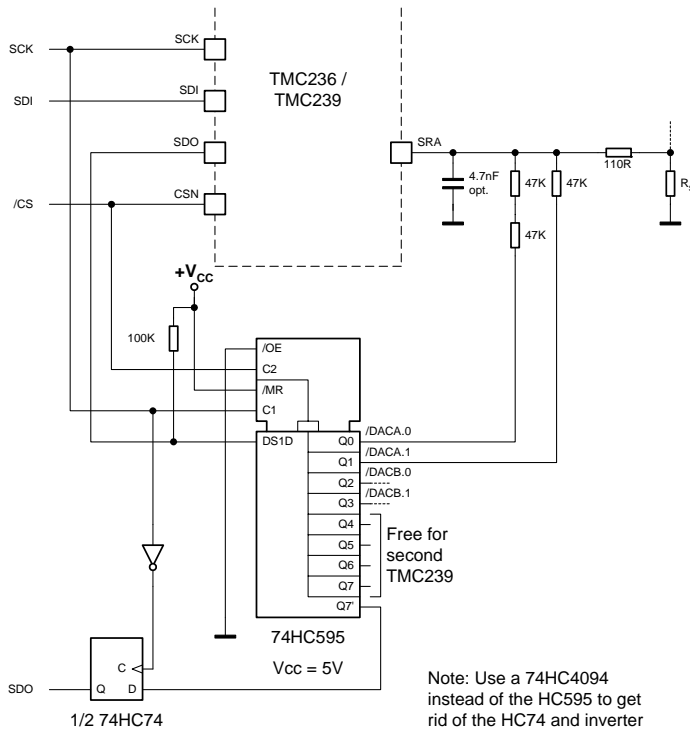 SCK
SCK
TMC236 /
TMC239
SDI
SDI
SDO
SRA
110R
4.7nF
opt.
47K
47K
R
/CS
CSN
47K
+VCC
100K
/OE
C2
/MR
C1
DS1D
Q0
/DACA.0
Q1
/DACA.1
Q2
/DACB.0
Q3
/DACB.1
Q4
Q5
Q6
Q7
Q7'
Free for
second
TMC239
74HC595
Vcc = 5V
C
SDO
Q
D
1/2 74HC74
Note: Use a 74HC4094
instead of the HC595 to get
rid of the HC74 and inverter